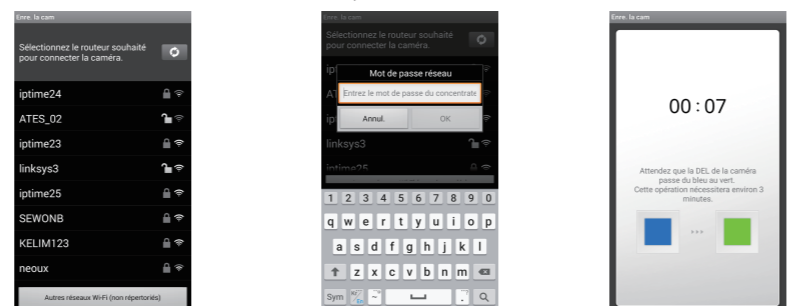 Enre. la cam
Sélectionnez le routeur souhaité
pour connecter la caméra.
iptime24
ATES_02
iptime23
linksys3
iptime25
SEWONB
KELIM123
neoux
Autres réseaux Wi-Fi (non répertoriés)
Enre. la cam
Sélectionnez le routeur souhaité
pour connecter la caméra.
ip
Mot de passe réseau
AT
Entrez le mot de passe du concentrate
ip
Annul.
OK
linksys3
iptime25
1 2 3 4 5 6 7 8 9 0
q w e r t y u i o p
a s d f g h j k l
z x c v b n m
Sym ~ .
Enre. la cam
00 : 07
Attendez que la DEL de la caméra
passe du bleu au vert.
Cette opération nécessitera environ 3
minutes.